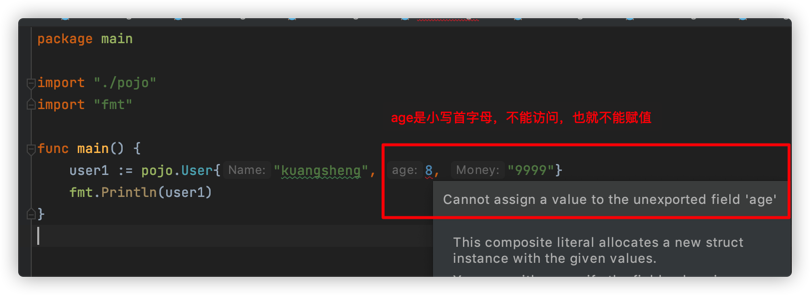 package main
import "./pojo"
import "fmt"
age是小写首字母，不能访问，也就不能赋值
func main() {
user1 := pojo.User{ Name: "kuangsheng", age: 8, Money: "9999"}
fmt.Println(user1)
}
Cannot assign a value to the unexported field 'age'
This composite literal allocates a new struct
instance with the given values.